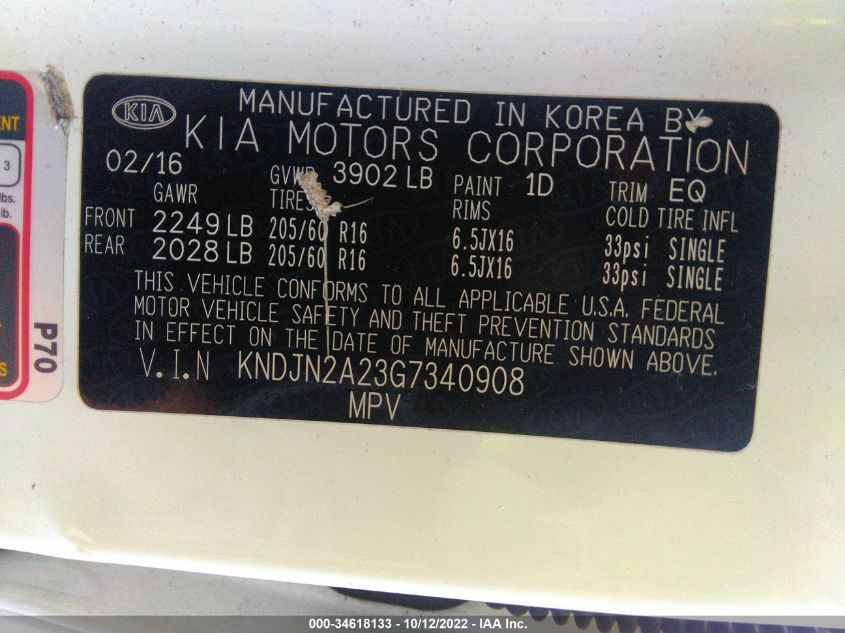 KIA
MANUFACTURED IN KOREA BY
KIA MOTORS CORPORATION
02/16
GVWR 3902 LB PAINT 1D TRIM EQ
GAWR TIRES RIMS COLD TIRE INFL
FRONT 2249 LB 205/60 R16 6.5JX16 33psi SINGLE
REAR 2028 LB 205/60 R16 6.5JX16 33psi SINGLE
THIS VEHICLE CONFORMS TO ALL APPLICABLE U.S.A. FEDERAL
MOTOR VEHICLE SAFETY AND THEFT PREVENTION STANDARDS
IN EFFECT ON THE DATE OF MANUFACTURE SHOWN ABOVE.
V.I.N KNDJN2A23G7340908
MPV
3
lbs.
lb.
P70
000-34618133 - 10/12/2022 - IAA Inc.